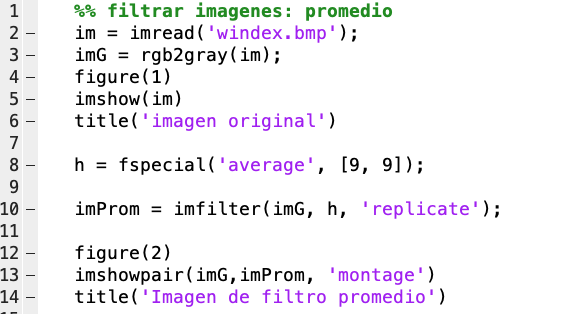 1 %% filtrar imagenes: promedio
2 – im = imread('windex.bmp');
3 – imG = rgb2gray(im);
4 – figure(1)
5 – imshow(im)
6 – title('imagen original')
7
8 – h = fspecial('average', [9, 9]);
9
10 – imProm = imfilter(imG, h, 'replicate');
11
12 – figure(2)
13 – imshowpair(imG,imProm, 'montage')
14 – title('Imagen de filtro promedio')